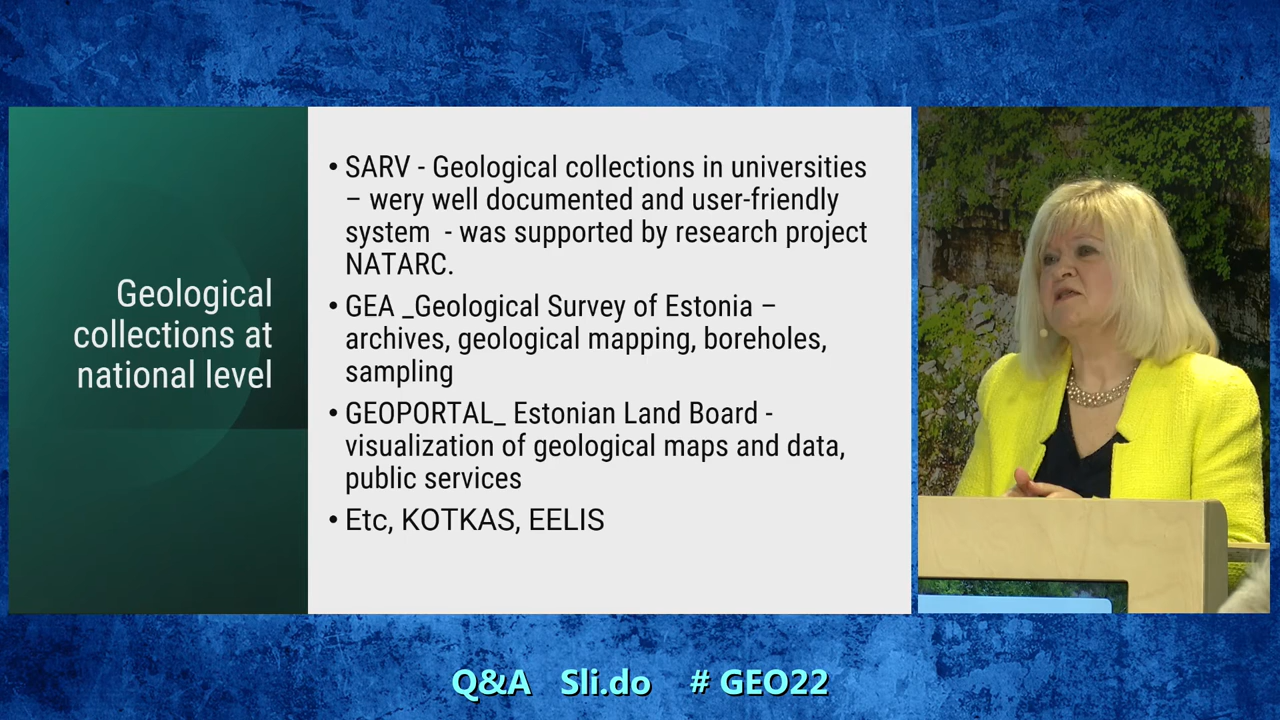 Geological
collections at
national level
• SARV - Geological collections in universities
– wery well documented and user-friendly
system - was supported by research project
NATARC.
• GEA _Geological Survey of Estonia –
archives, geological mapping, boreholes,
sampling
• GEOPORTAL_ Estonian Land Board -
visualization of geological maps and data,
public services
• Etc, KOTKAS, EELIS
Q&A Sli.do # GEO22